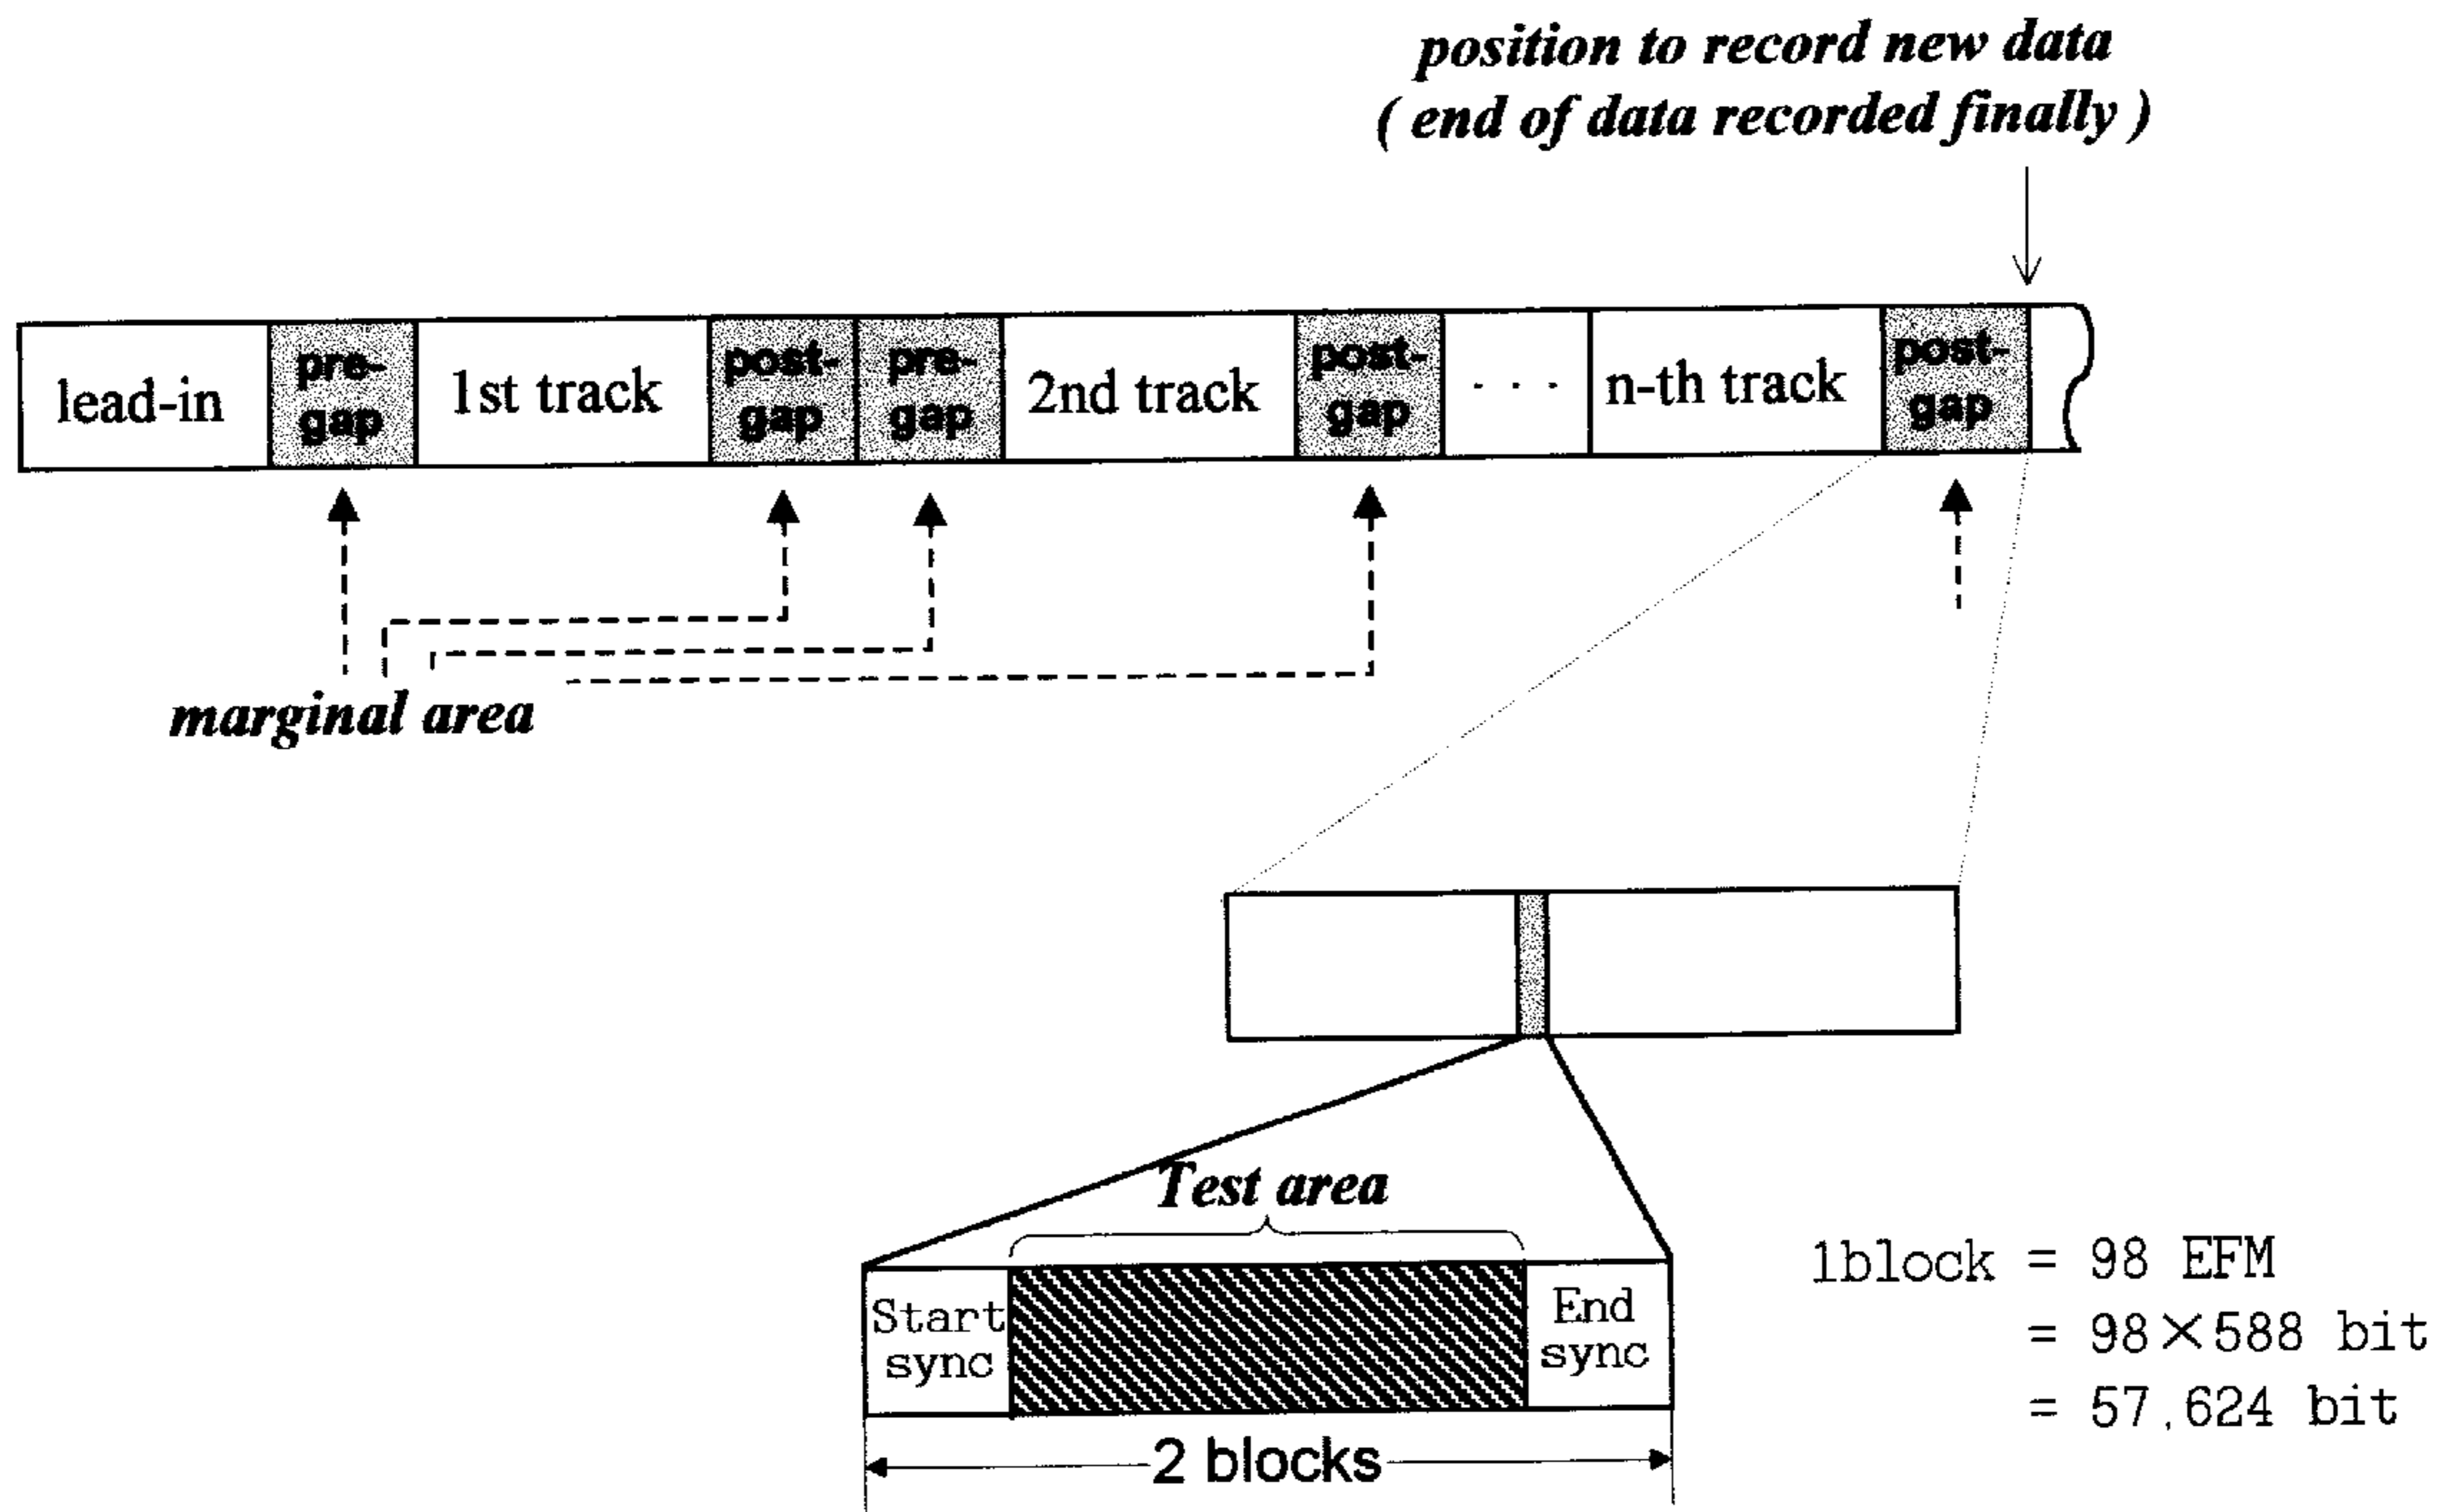 position to record new data
( end of data recorded finally )
lead-in
pre-
gap
1st track
post-
gap
pre-
gap
2nd track
post-
gap
. . .
n-th track
post-
gap
marginal area
Test area
Start
sync
End
sync
2 blocks
1block = 98 EFM
= 98×588 bit
= 57,624 bit